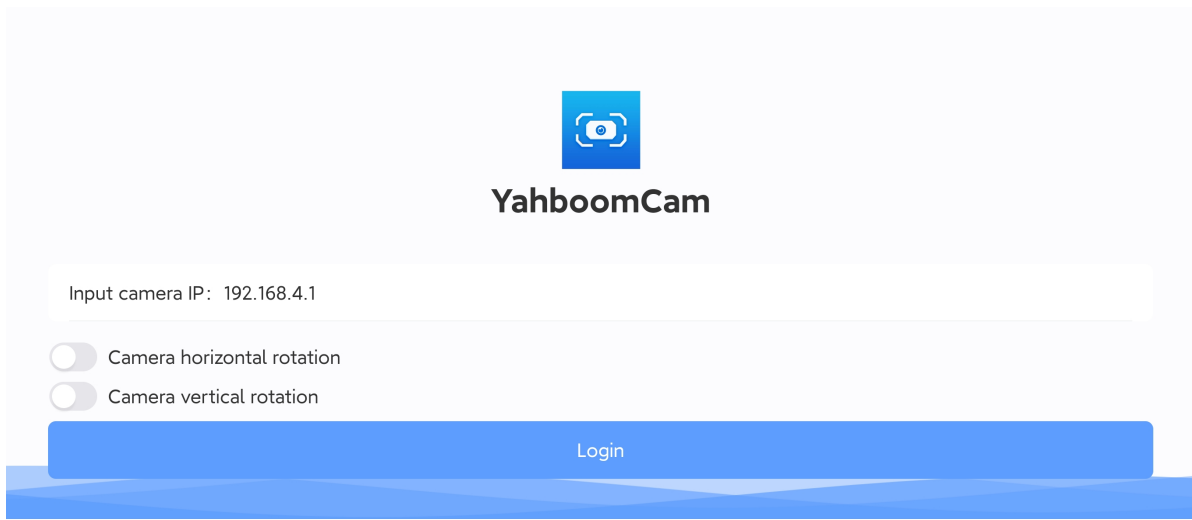 YahboomCam
Input camera IP: 192.168.4.1
Camera horizontal rotation
Camera vertical rotation
Login